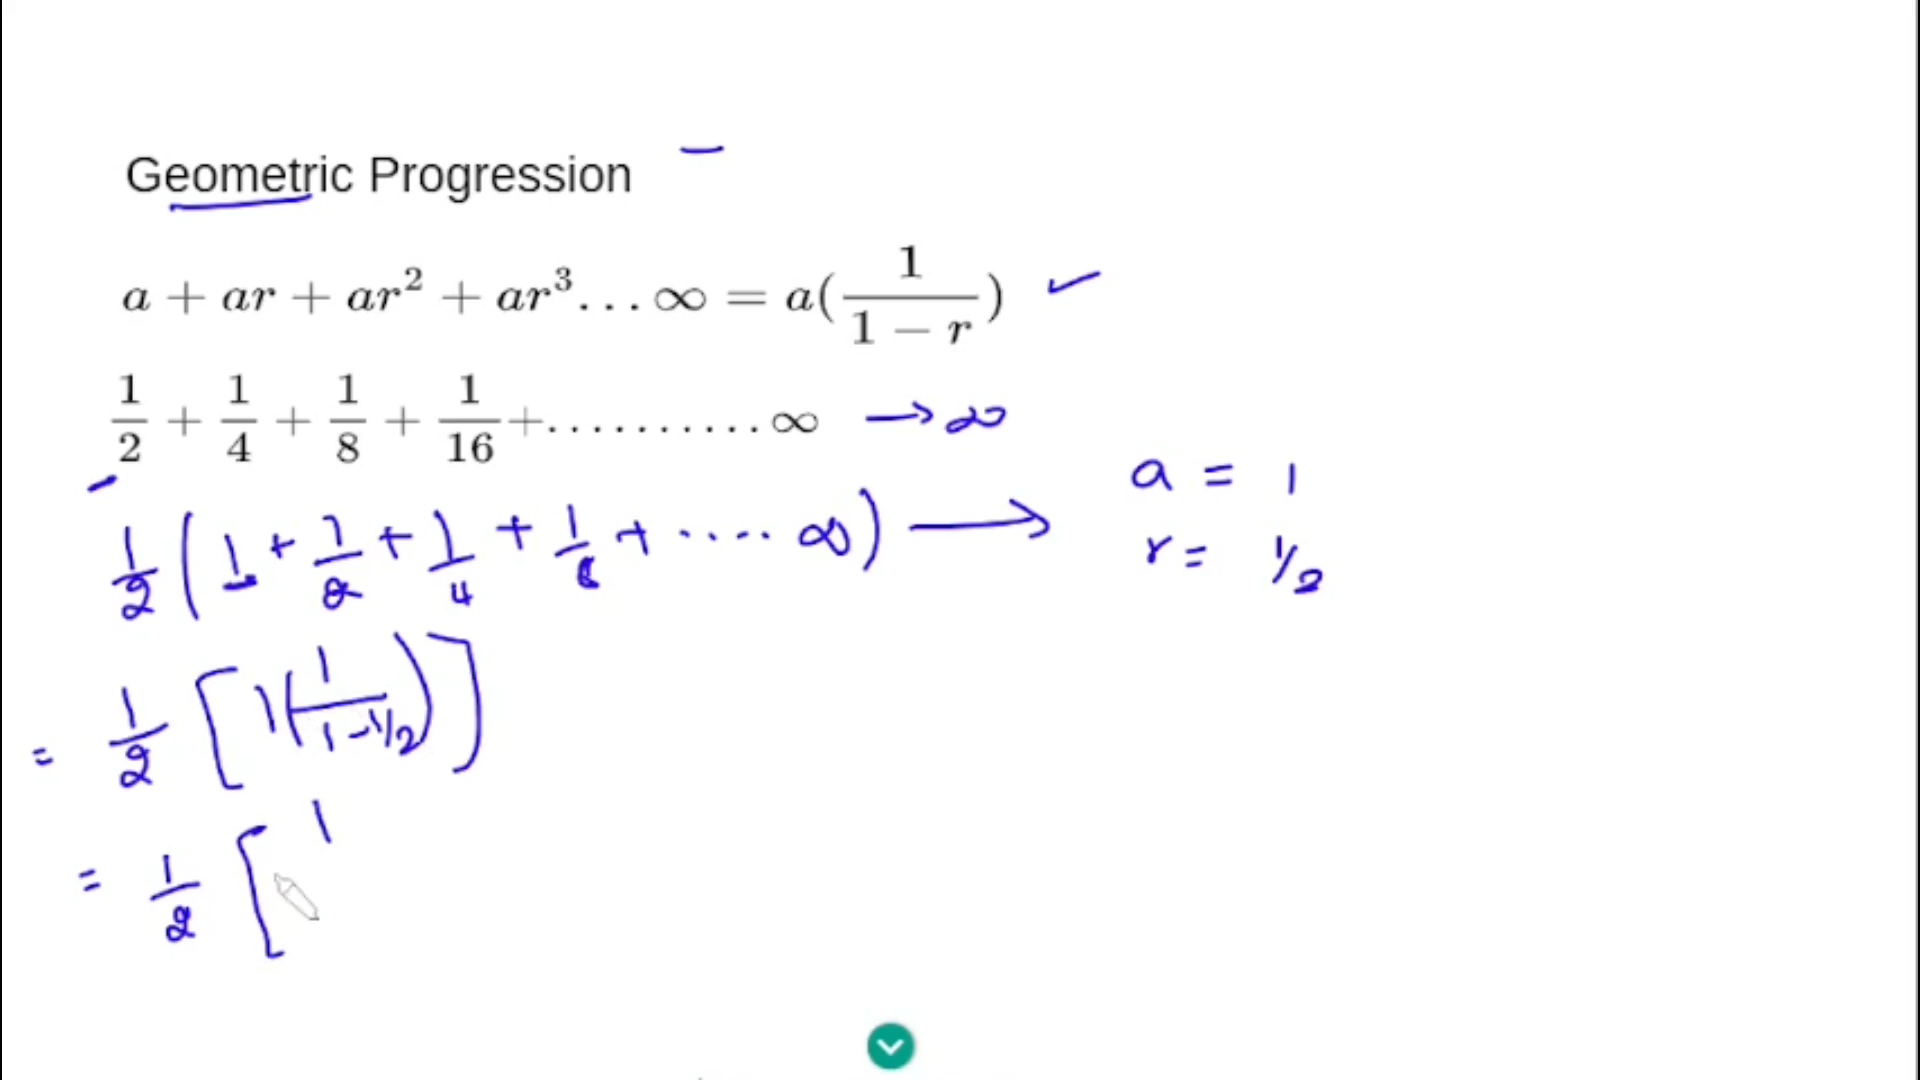 Geometric Progression
a + ar + ar² + ar³... ∞ = a(1/(1 − r))
1/2 + 1/4 + 1/8 + 1/16 +..........∞ → ∞
a = 1
1/2 (1 + 1/2 + 1/4 + 1/8 + .... ∞) →
r = 1/2
= 1/2 [1(1/(1 - 1/2))]
= 1/2 [ 1